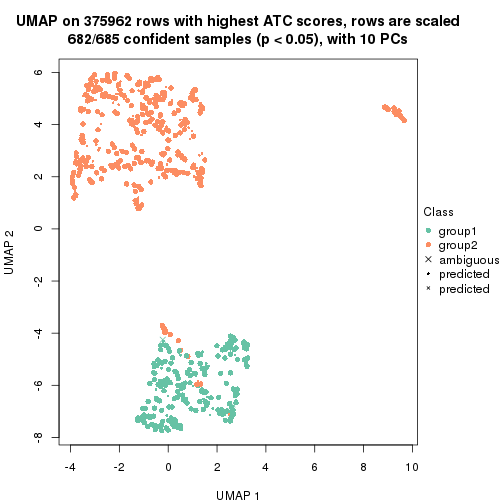 UMAP on 375962 rows with highest ATC scores, rows are scaled
682/685 confident samples (p < 0.05), with 10 PCs
6
4
2
0
-2
-4
-6
-8
UMAP 2
-4
-2
0
2
4
6
8
10
UMAP 1
Class
group1
group2
ambiguous
predicted
predicted